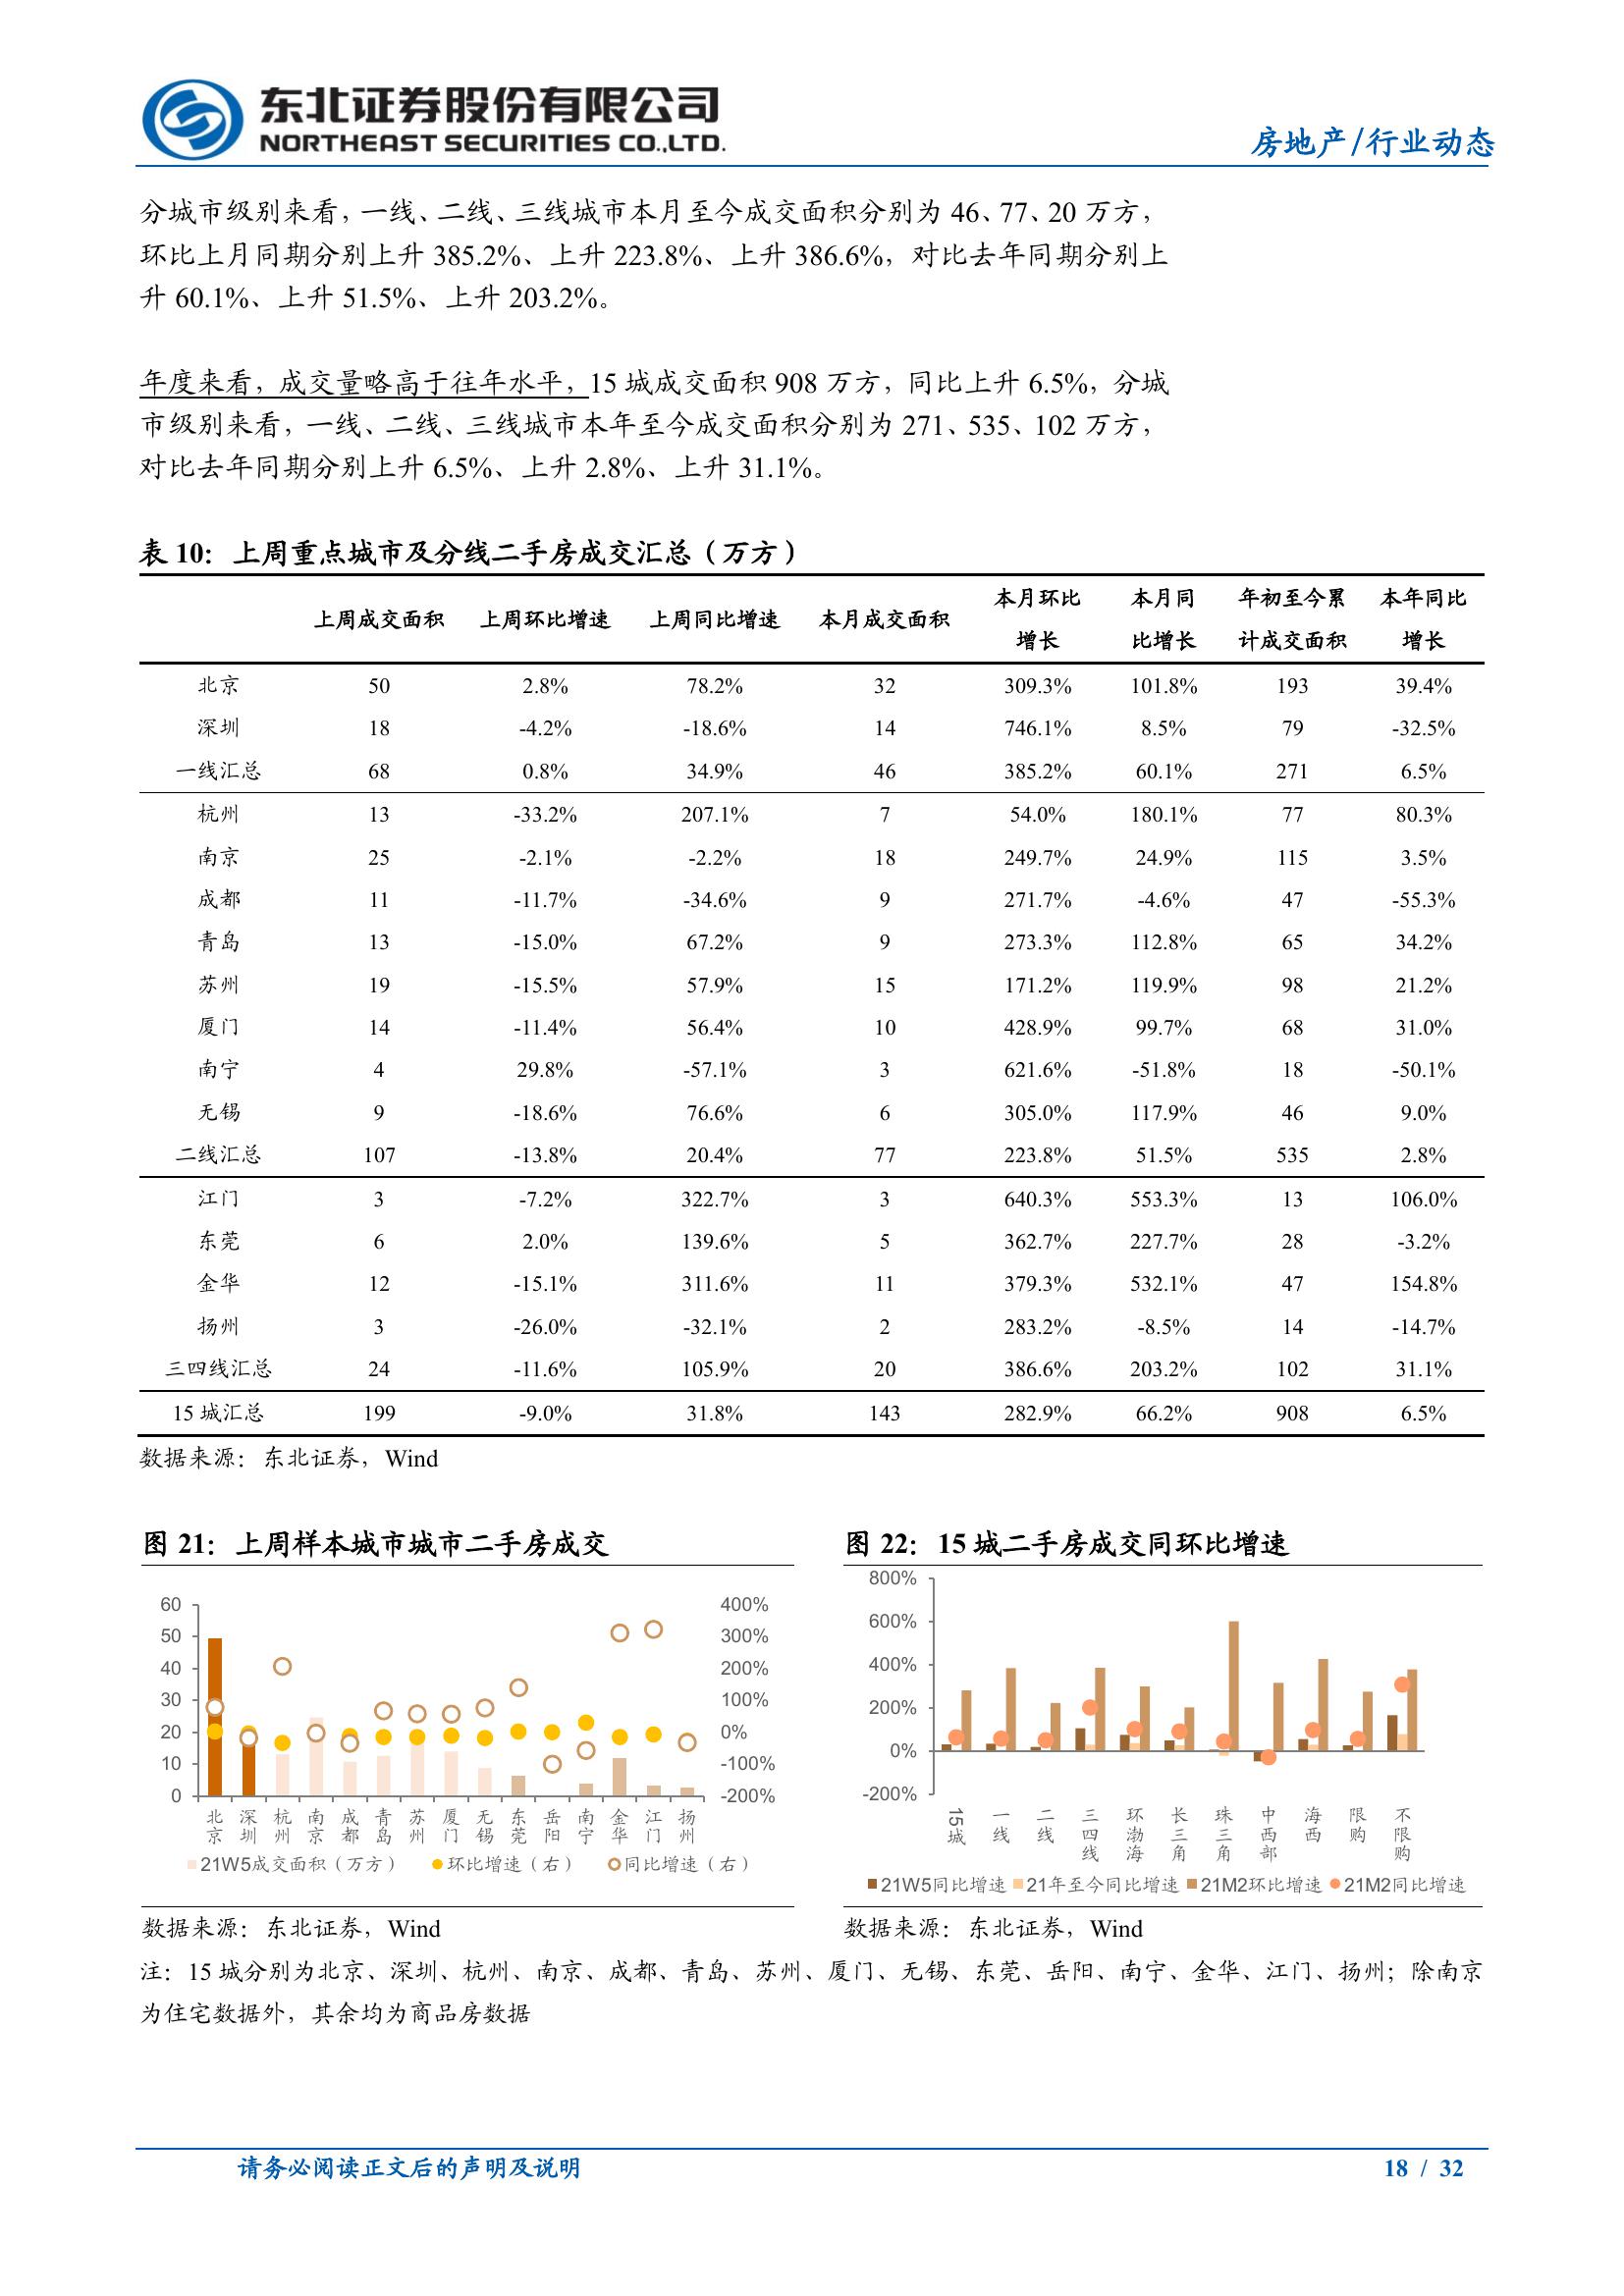 东北证券股份有限公司
NORTHEAST SECURITIES CO.,LTD.
房地产/行业动态
分城市级别来看，一线、二线、三线城市本月至今成交面积分别为 46、77、20 万方，
环比上月同期分别上升 385.2%、上升 223.8%、上升 386.6%，对比去年同期分别上
升 60.1%、上升 51.5%、上升 203.2%。
年度来看，成交量略高于往年水平，15 城成交面积 908 万方，同比上升 6.5%，分城
市级别来看，一线、二线、三线城市本年至今成交面积分别为 271、535、102 万方，
对比去年同期分别上升 6.5%、上升 2.8%、上升 31.1%。
表 10：上周重点城市及分线二手房成交汇总（万方）
上周成交面积 上周环比增速 上周同比增速 本月成交面积 本月环比增长 本月同比增长 年初至今累计成交面积 本年同比增长
北京 50 2.8% 78.2% 32 309.3% 101.8% 193 39.4%
深圳 18 -4.2% -18.6% 14 746.1% 8.5% 79 -32.5%
一线汇总 68 0.8% 34.9% 46 385.2% 60.1% 271 6.5%
杭州 13 -33.2% 207.1% 7 54.0% 180.1% 77 80.3%
南京 25 -2.1% -2.2% 18 249.7% 24.9% 115 3.5%
成都 11 -11.7% -34.6% 9 271.7% -4.6% 47 -55.3%
青岛 13 -15.0% 67.2% 9 273.3% 112.8% 65 34.2%
苏州 19 -15.5% 57.9% 15 171.2% 119.9% 98 21.2%
厦门 14 -11.4% 56.4% 10 428.9% 99.7% 68 31.0%
南宁 4 29.8% -57.1% 3 621.6% -51.8% 18 -50.1%
无锡 9 -18.6% 76.6% 6 305.0% 117.9% 46 9.0%
二线汇总 107 -13.8% 20.4% 77 223.8% 51.5% 535 2.8%
江门 3 -7.2% 322.7% 3 640.3% 553.3% 13 106.0%
东莞 6 2.0% 139.6% 5 362.7% 227.7% 28 -3.2%
金华 12 -15.1% 311.6% 11 379.3% 532.1% 47 154.8%
扬州 3 -26.0% -32.1% 2 283.2% -8.5% 14 -14.7%
三四线汇总 24 -11.6% 105.9% 20 386.6% 203.2% 102 31.1%
15 城汇总 199 -9.0% 31.8% 143 282.9% 66.2% 908 6.5%
数据来源：东北证券，Wind
图 21：上周样本城市城市二手房成交
60 400%
50 300%
40 200%
30 100%
20 0%
10 -100%
0 -200%
北京 深圳 杭州 南京 成都 青岛 苏州 厦门 无锡 东莞 岳阳 南宁 金华 江门 扬州
21W5成交面积（万方） 环比增速（右） 同比增速（右）
数据来源：东北证券，Wind
图 22：15 城二手房成交同环比增速
800%
600%
400%
200%
0%
-200%
15城 一线 二线 三四线 环渤海 长三角 珠三角 中西部 海西 限购 不限购
21W5同比增速 21年至今同比增速 21M2环比增速 21M2同比增速
数据来源：东北证券，Wind
注：15 城分别为北京、深圳、杭州、南京、成都、青岛、苏州、厦门、无锡、东莞、岳阳、南宁、金华、江门、扬州；除南京
为住宅数据外，其余均为商品房数据
请务必阅读正文后的声明及说明
18 / 32